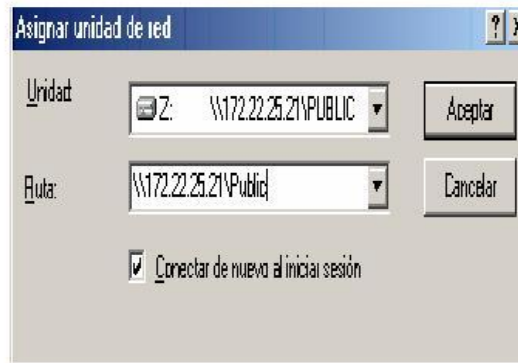 Asignar unidad de red
Unidad: Z: \\172.22.25.21\PUBLIC Aceptar
Ruta: \\172.22.25.21\Public Cancelar
Conectar de nuevo al iniciar sesión